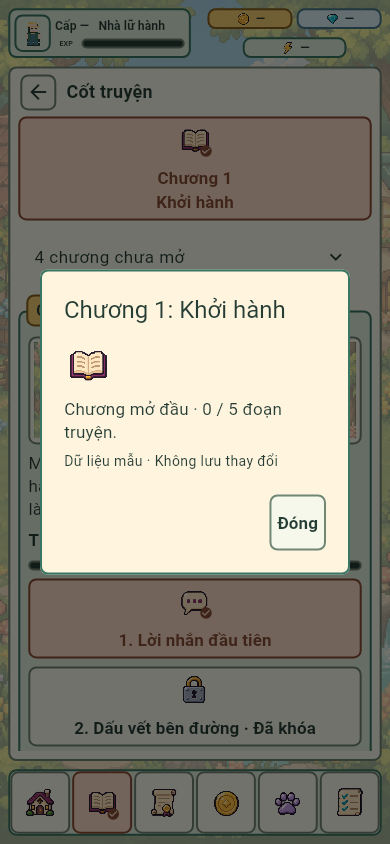 Cấp — Nhà lữ hành
EXP
—
—
—
Cốt truyện
Chương 1
Khởi hành
4 chương chưa mở
Chương 1: Khởi hành
Chương mở đầu · 0 / 5 đoạn
truyện.
Dữ liệu mẫu · Không lưu thay đổi
Đóng
1. Lời nhắn đầu tiên
2. Dấu vết bên đường · Đã khóa